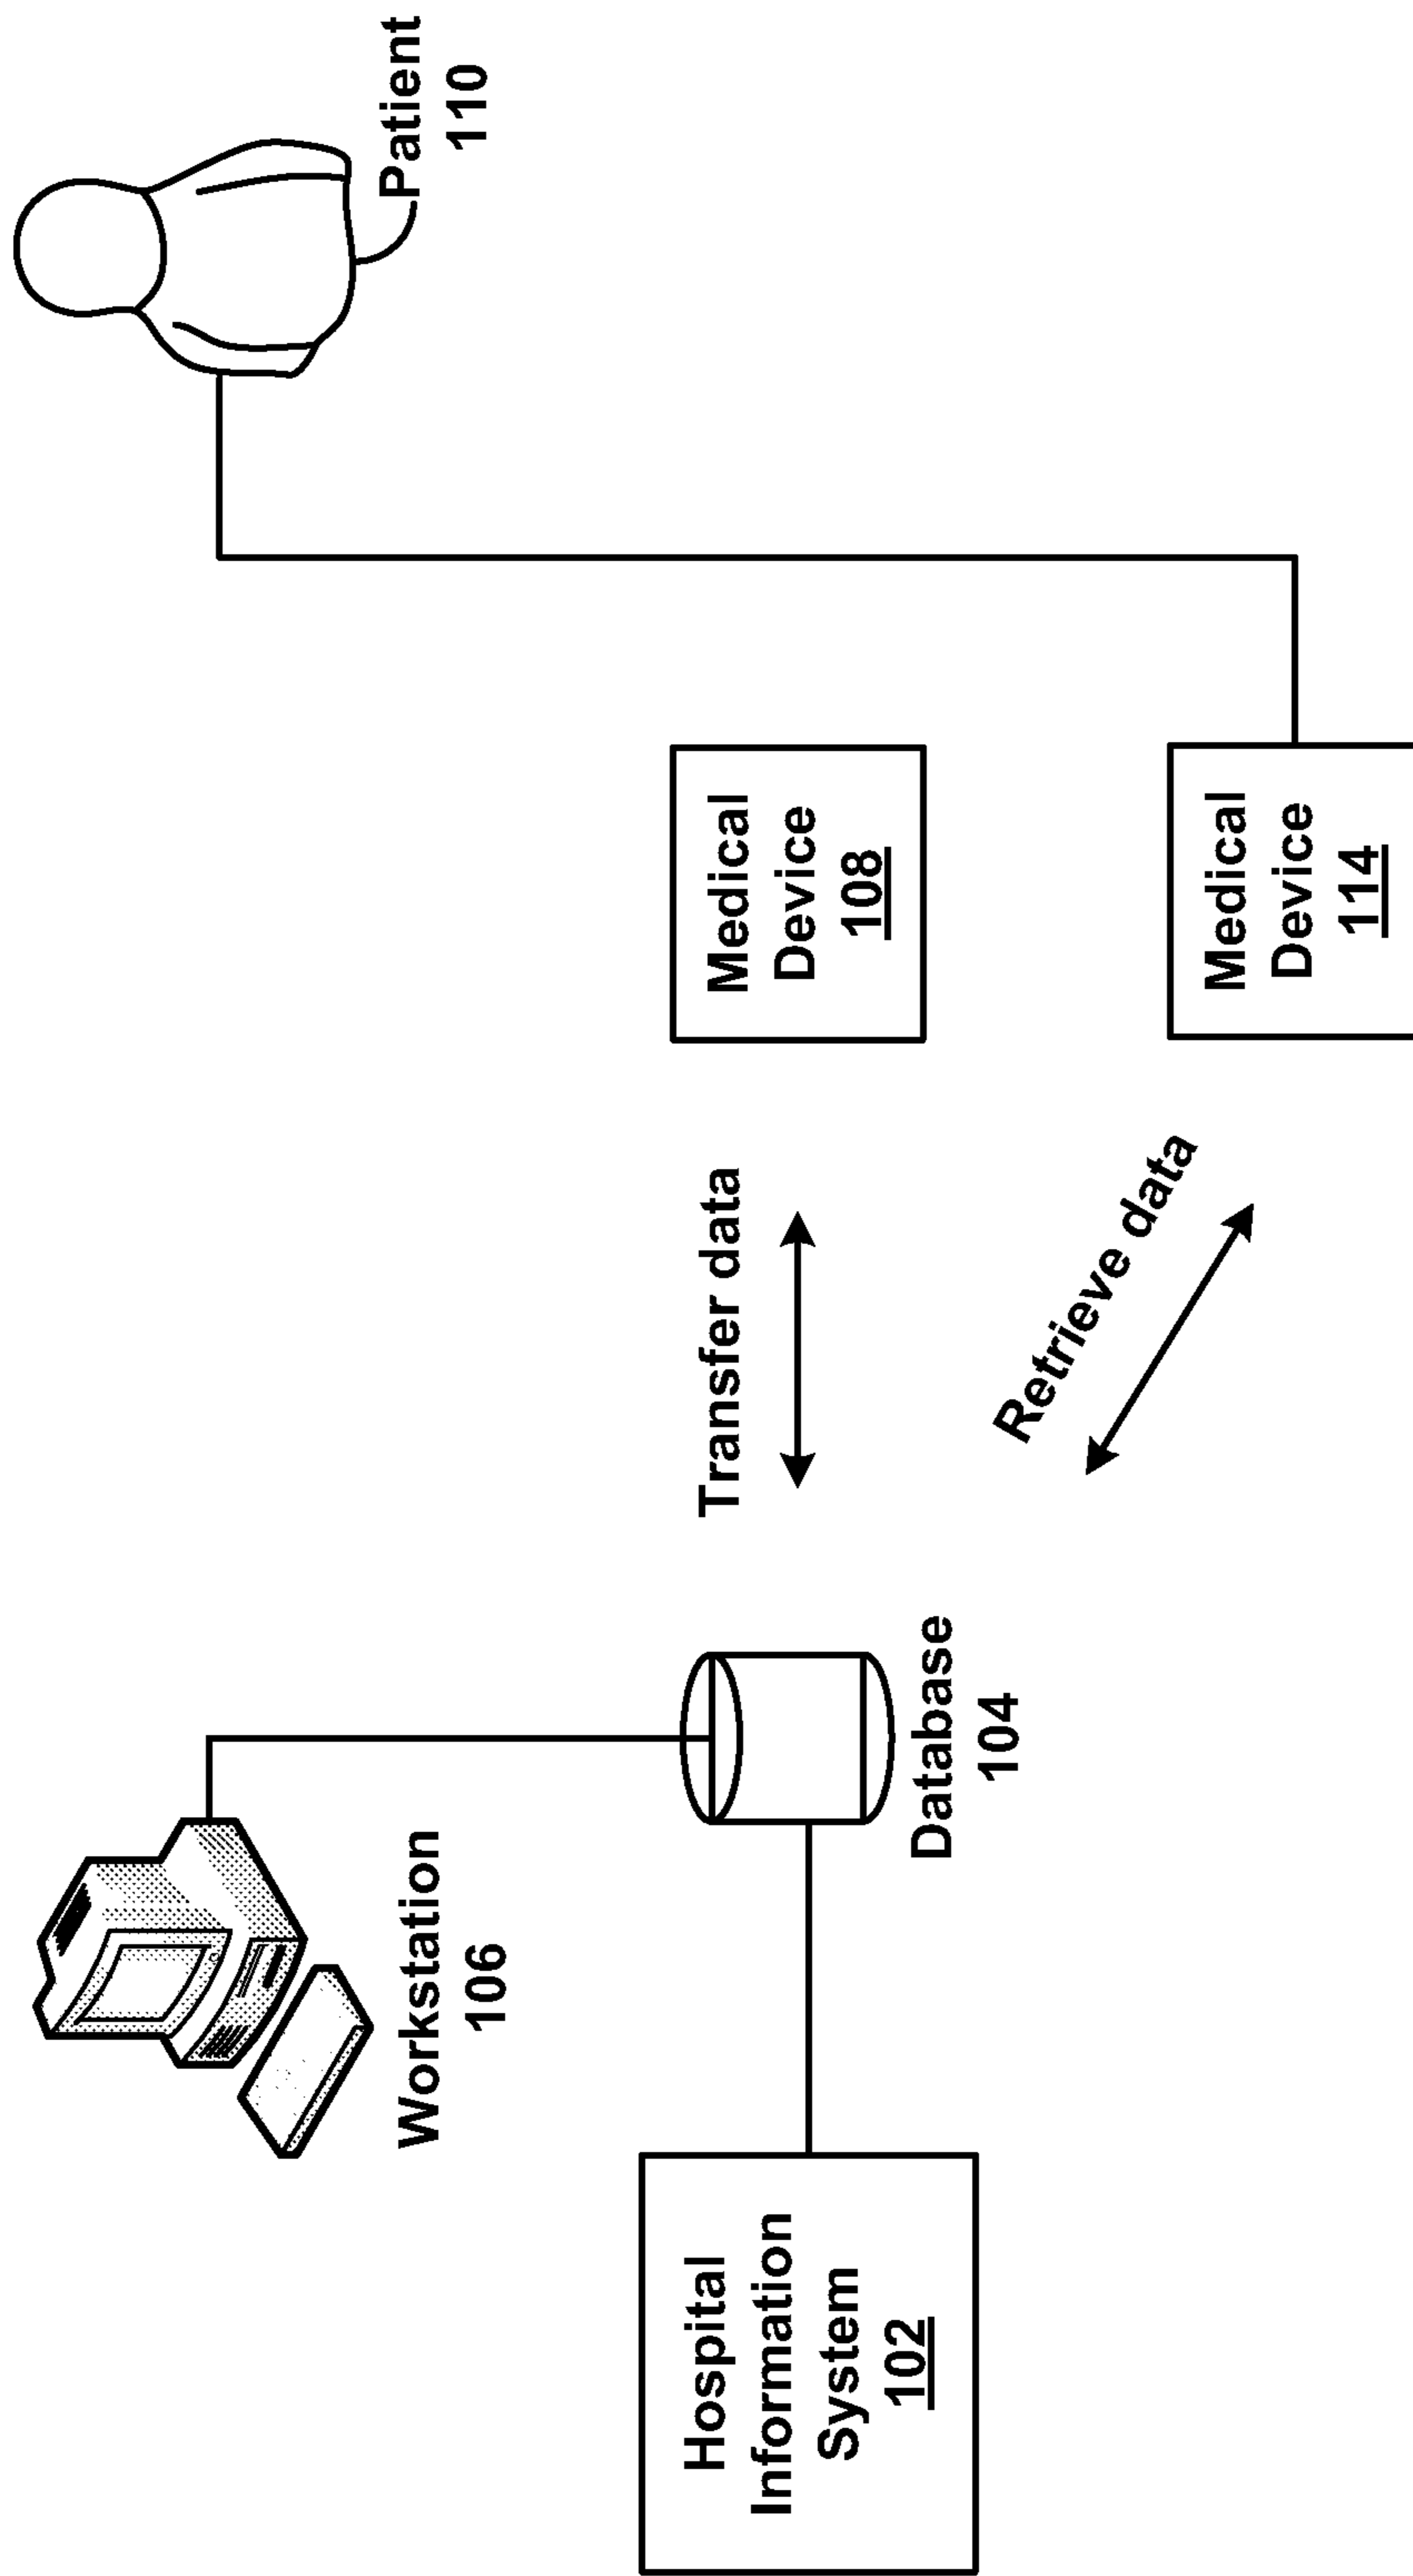 Workstation
106
Patient
110
Hospital
Information
System
102
Database
104
Transfer data
Retrieve data
Medical
Device
108
Medical
Device
114